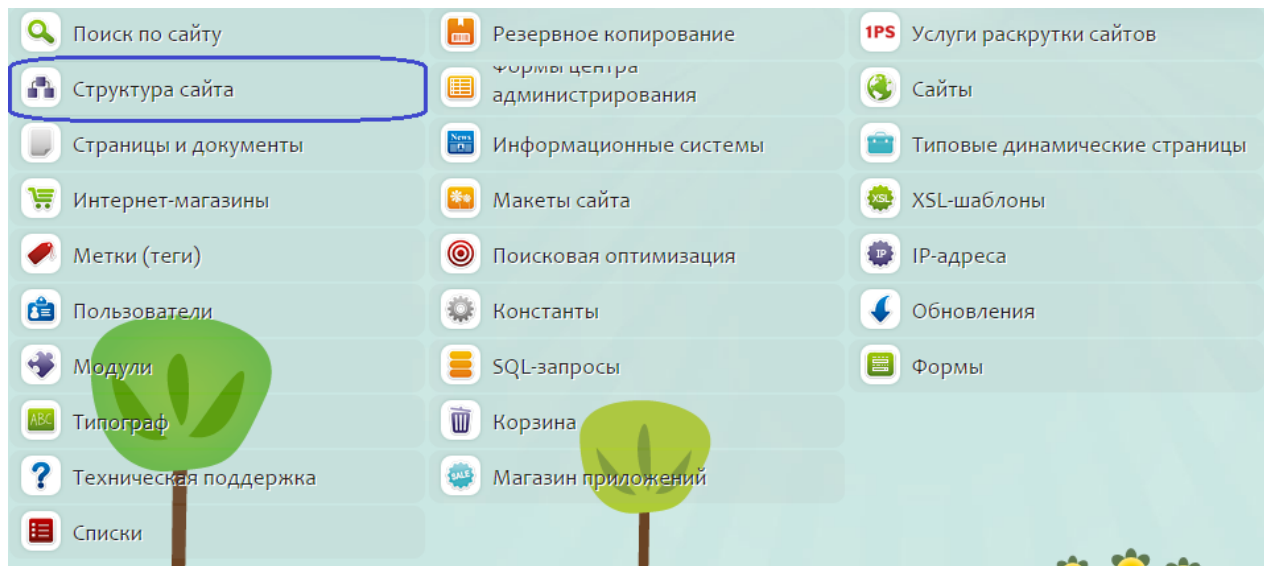 Поиск по сайту
Структура сайта
Страницы и документы
Интернет-магазины
Метки (теги)
Пользователи
Модули
ABC
Типограф
Техническая поддержка
Списки
Резервное копирование
Формы центра
администрирования
News
Информационные системы
Макеты сайта
Поисковая оптимизация
Константы
SQL-запросы
Корзина
SALE
Магазин приложений
1PS Услуги раскрутки сайтов
Сайты
Типовые динамические страницы
XSL
XSL-шаблоны
IP
IP-адреса
Обновления
Формы